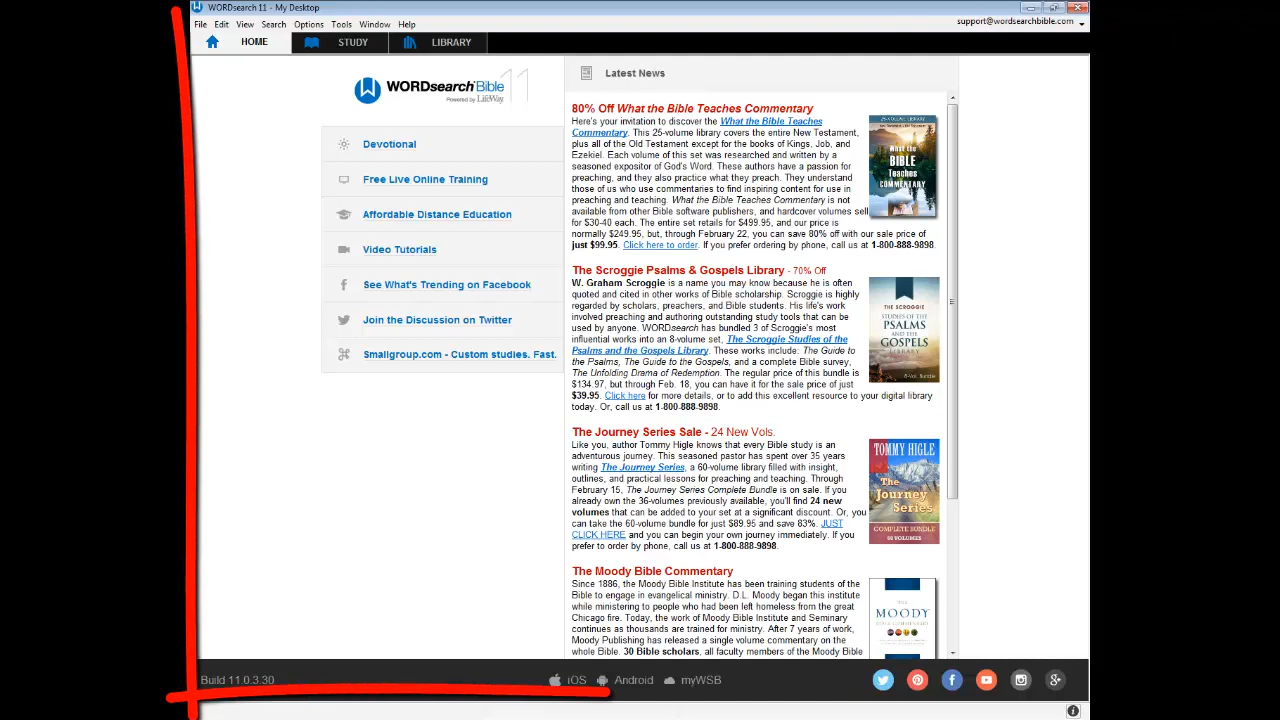 WORDsearch 11 - My Desktop
File Edit View Search Options Tools Window Help
support@wordsearchbible.com
HOME STUDY LIBRARY
WORDsearch Bible 11
Powered by LifeWay
Devotional
Free Live Online Training
Affordable Distance Education
Video Tutorials
See What's Trending on Facebook
Join the Discussion on Twitter
Smallgroup.com - Custom studies. Fast.
Latest News
80% Off What the Bible Teaches Commentary
Here's your invitation to discover the What the Bible Teaches
Commentary. This 25-volume library covers the entire New Testament,
plus all of the Old Testament except for the books of Kings, Job, and
Ezekiel. Each volume of this set was researched and written by a
seasoned expositor of God's Word. These authors have a passion for
preaching, and they also practice what they preach. They understand
those of us who use commentaries to find inspiring content for use in
preaching and teaching. What the Bible Teaches Commentary is not
available from other Bible software publishers, and hardcover volumes sell
for $30-40 each. The entire set retails for $499.95, and our price is
normally $249.95, but, through February 22, you can save 80% off with our sale price of
just $99.95. Click here to order. If you prefer ordering by phone, call us at 1-800-888-9898.
25-VOLUME LIBRARY
What the
BIBLE
Teaches
COMMENTARY
The Scroggie Psalms & Gospels Library - 70% Off
W. Graham Scroggie is a name you may know because he is often
quoted and cited in other works of Bible scholarship. Scroggie is highly
regarded by scholars, preachers, and Bible students. His life's work
involved preaching and authoring outstanding study tools that can be
used by anyone. WORDsearch has bundled 3 of Scroggie's most
influential works into an 8-volume set, The Scroggie Studies of the
Psalms and the Gospels Library. These works include: The Guide to
the Psalms, The Guide to the Gospels, and a complete Bible survey,
The Unfolding Drama of Redemption. The regular price of this bundle is
$134.97, but through Feb. 18, you can have it for the sale price of just
$39.95. Click here for more details, or to add this excellent resource to your digital library
today. Or, call us at 1-800-888-9898.
THE SCROGGIE
STUDIES OF THE
PSALMS
AND THE
GOSPELS
LIBRARY
8-Vol. Bundle
The Journey Series Sale - 24 New Vols.
Like you, author Tommy Higle knows that every Bible study is an
adventurous journey. This seasoned pastor has spent over 35 years
writing The Journey Series, a 60-volume library filled with insight,
outlines, and practical lessons for preaching and teaching. Through
February 15, The Journey Series Complete Bundle is on sale. If you
already own the 36-volumes previously available, you'll find 24 new
volumes that can be added to your set at a significant discount. Or, you
can take the 60-volume bundle for just $89.95 and save 83%. JUST
CLICK HERE and you can begin your own journey immediately. If you
prefer to order by phone, call us at 1-800-888-9898.
TOMMY HIGLE
The
Journey
Series
COMPLETE BUNDLE
60 VOLUMES
The Moody Bible Commentary
Since 1886, the Moody Bible Institute has been training students of the
Bible to engage in evangelical ministry. D.L. Moody began this institute
while ministering to people who had been left homeless from the great
Chicago fire. Today, the work of Moody Bible Institute and Seminary
continues as thousands are trained for ministry. After 7 years of work,
Moody Publishing has released a single volume commentary on the
whole Bible. 30 Bible scholars, all faculty members of the Moody Bible
THE
MOODY
BIBLE COMMENTARY
Build 11.0.3.30
iOS Android myWSB